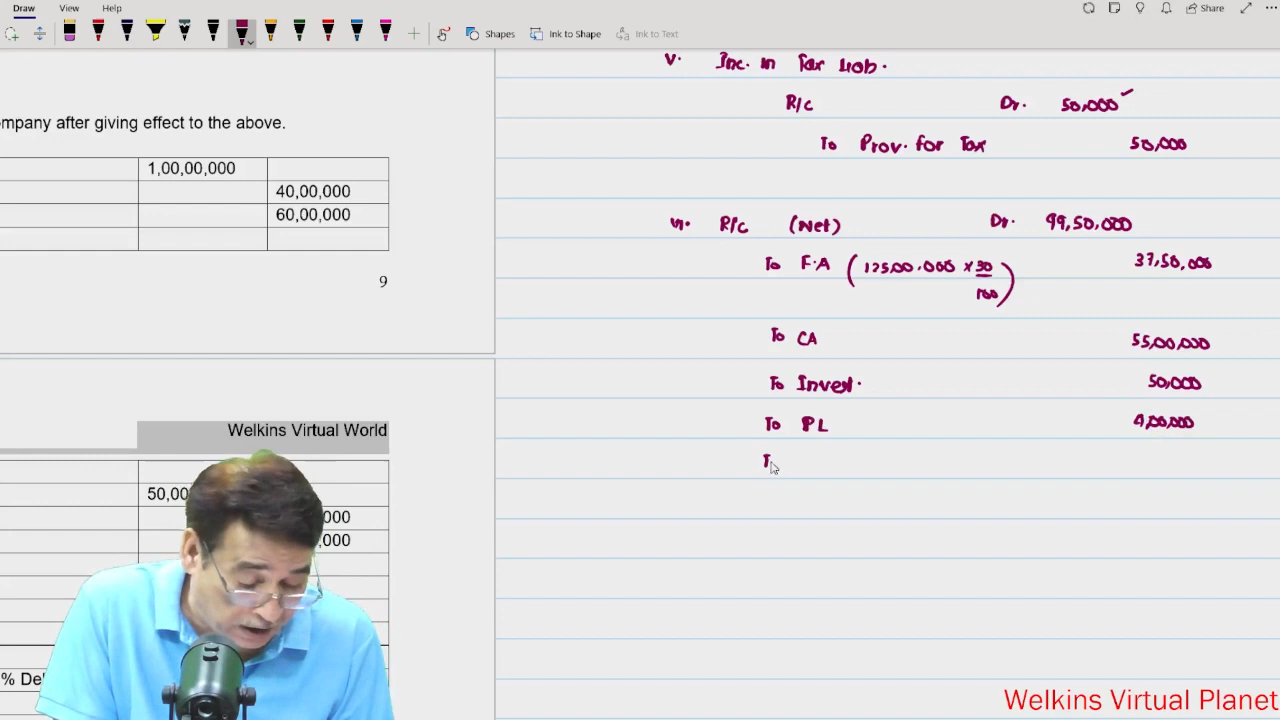 Draw View Help
Share
Shapes Ink to Shape Ink to Text
ompany after giving effect to the above.
1,00,00,000
40,00,000
60,00,000
9
Welkins Virtual World
50,00
000
000
% De
V. Inc. in Tax Liob.
R/c Dr. 50,000
To Prov. for Tax 50,000
VI. R/c (Net) Dr. 99,50,000
To F.A (125,00,000 × 30/100) 37,50,000
To CA 55,00,000
To Invest. 50,000
To PL 4,00,000
T
Welkins Virtual Planet